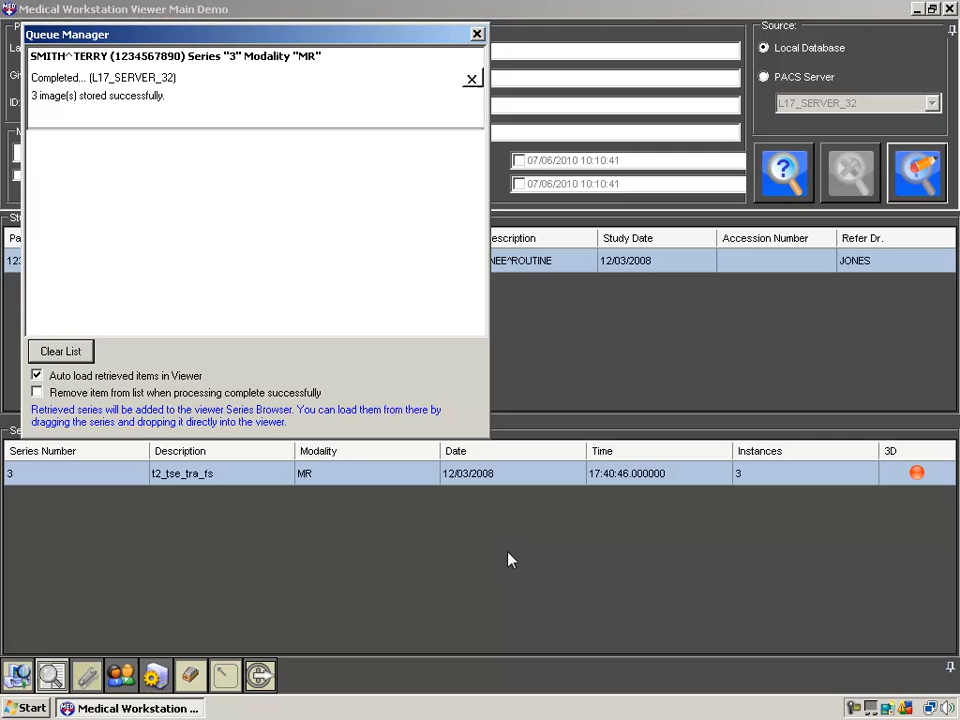 Medical Workstation Viewer Main Demo
Queue Manager
SMITH^TERRY (1234567890) Series "3" Modality "MR"
Completed... (L17_SERVER_32)
3 image(s) stored successfully.
Source:
Local Database
PACS Server
L17_SERVER_32
07/06/2010 10:10:41
07/06/2010 10:10:41
Study Date Accession Number Refer Dr.
12/03/2008 JONES
Clear List
Auto load retrieved items in Viewer
Remove item from list when processing complete successfully
Retrieved series will be added to the viewer Series Browser. You can load them from there by
dragging the series and dropping it directly into the viewer.
Series Number Description Modality Date Time Instances 3D
3 t2_tse_tra_fs MR 12/03/2008 17:40:46.000000 3
Start Medical Workstation ...